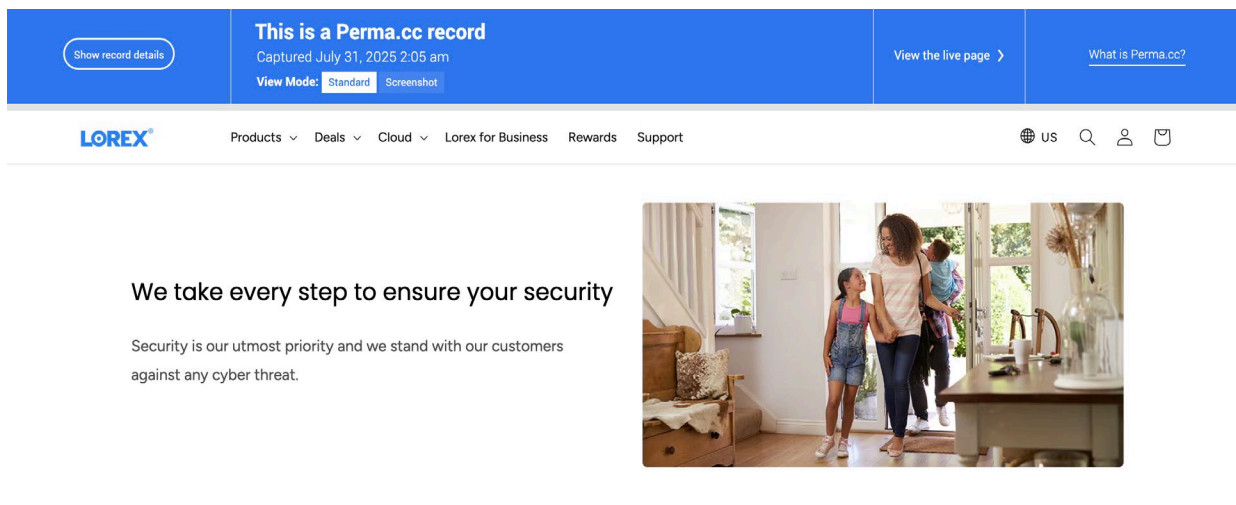 Show record details
This is a Perma.cc record
Captured July 31, 2025 2:05 am
View Mode: Standard Screenshot
View the live page ❯
What is Perma.cc?
LOREX®
Products Deals Cloud Lorex for Business Rewards Support
US
We take every step to ensure your security
Security is our utmost priority and we stand with our customers
against any cyber threat.